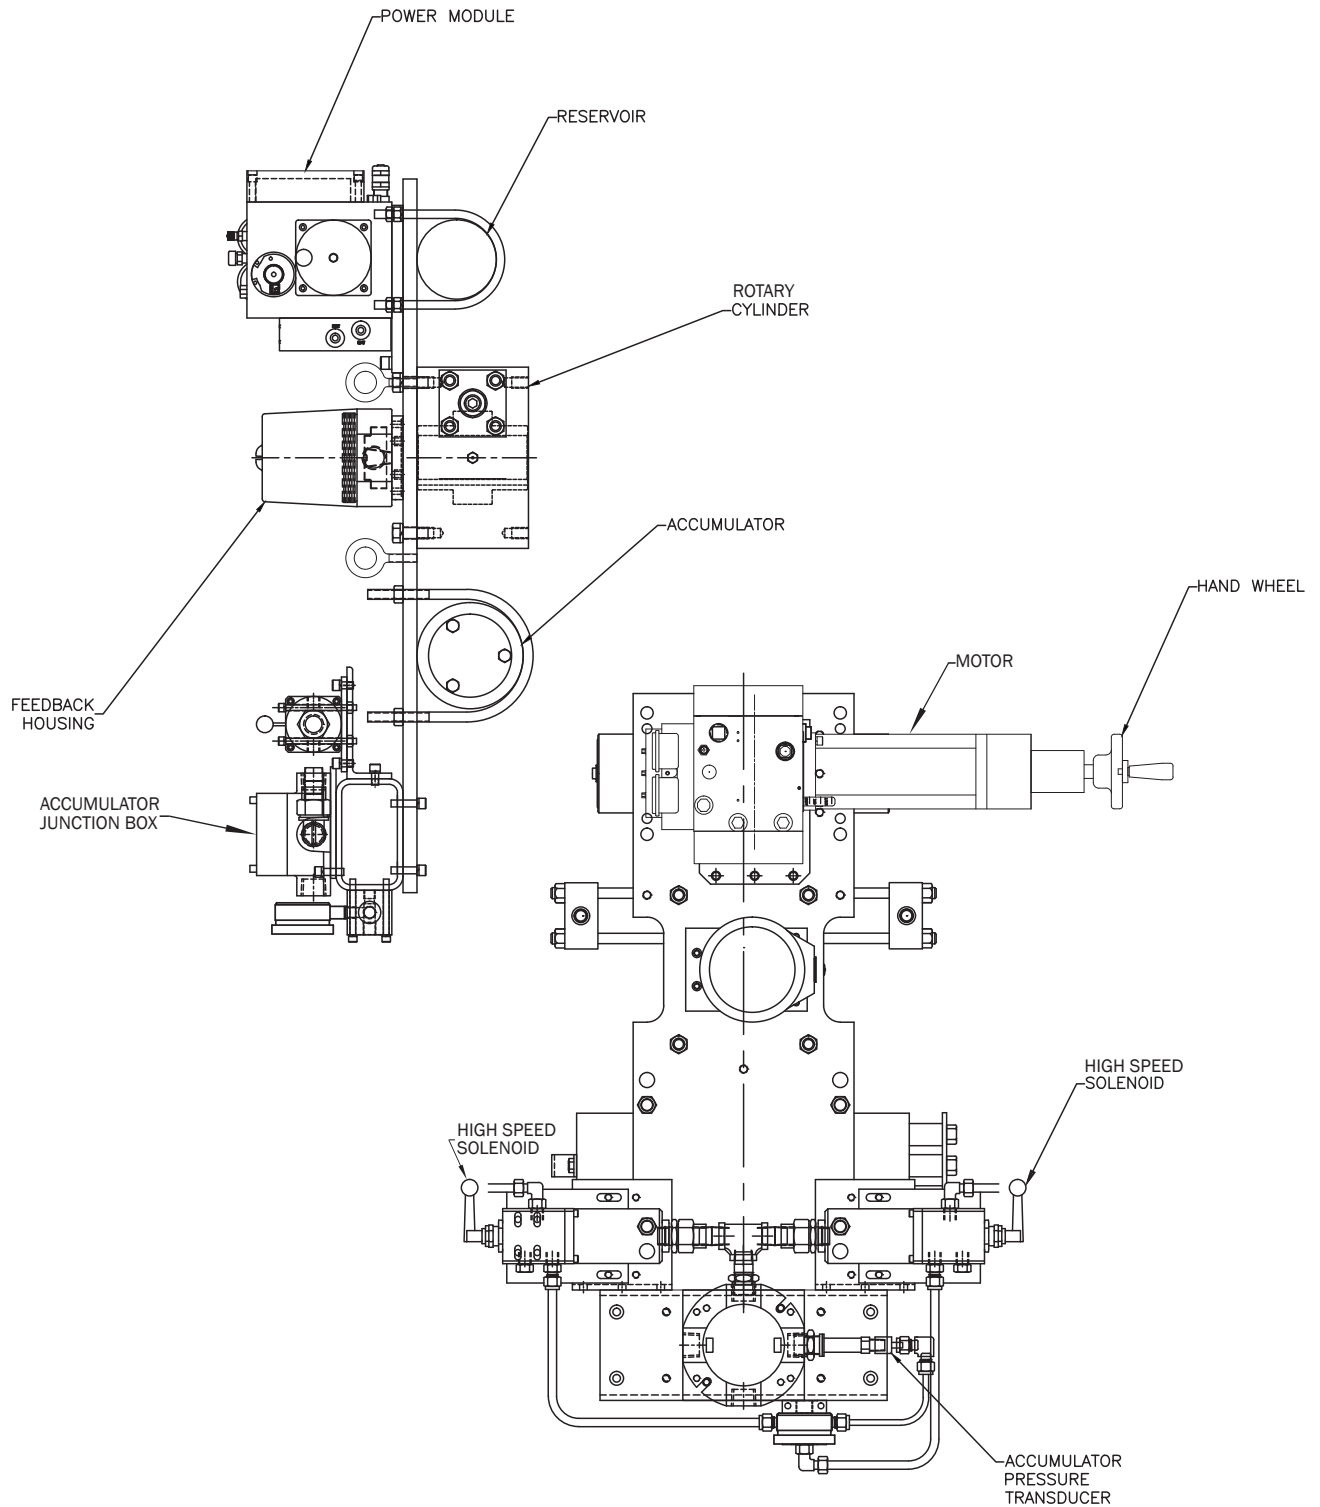 POWER MODULE
RESERVOIR
ROTARY
CYLINDER
ACCUMULATOR
HAND WHEEL
MOTOR
FEEDBACK
HOUSING
ACCUMULATOR
JUNCTION BOX
HIGH SPEED
SOLENOID
HIGH SPEED
SOLENOID
ACCUMULATOR
PRESSURE
TRANSDUCER